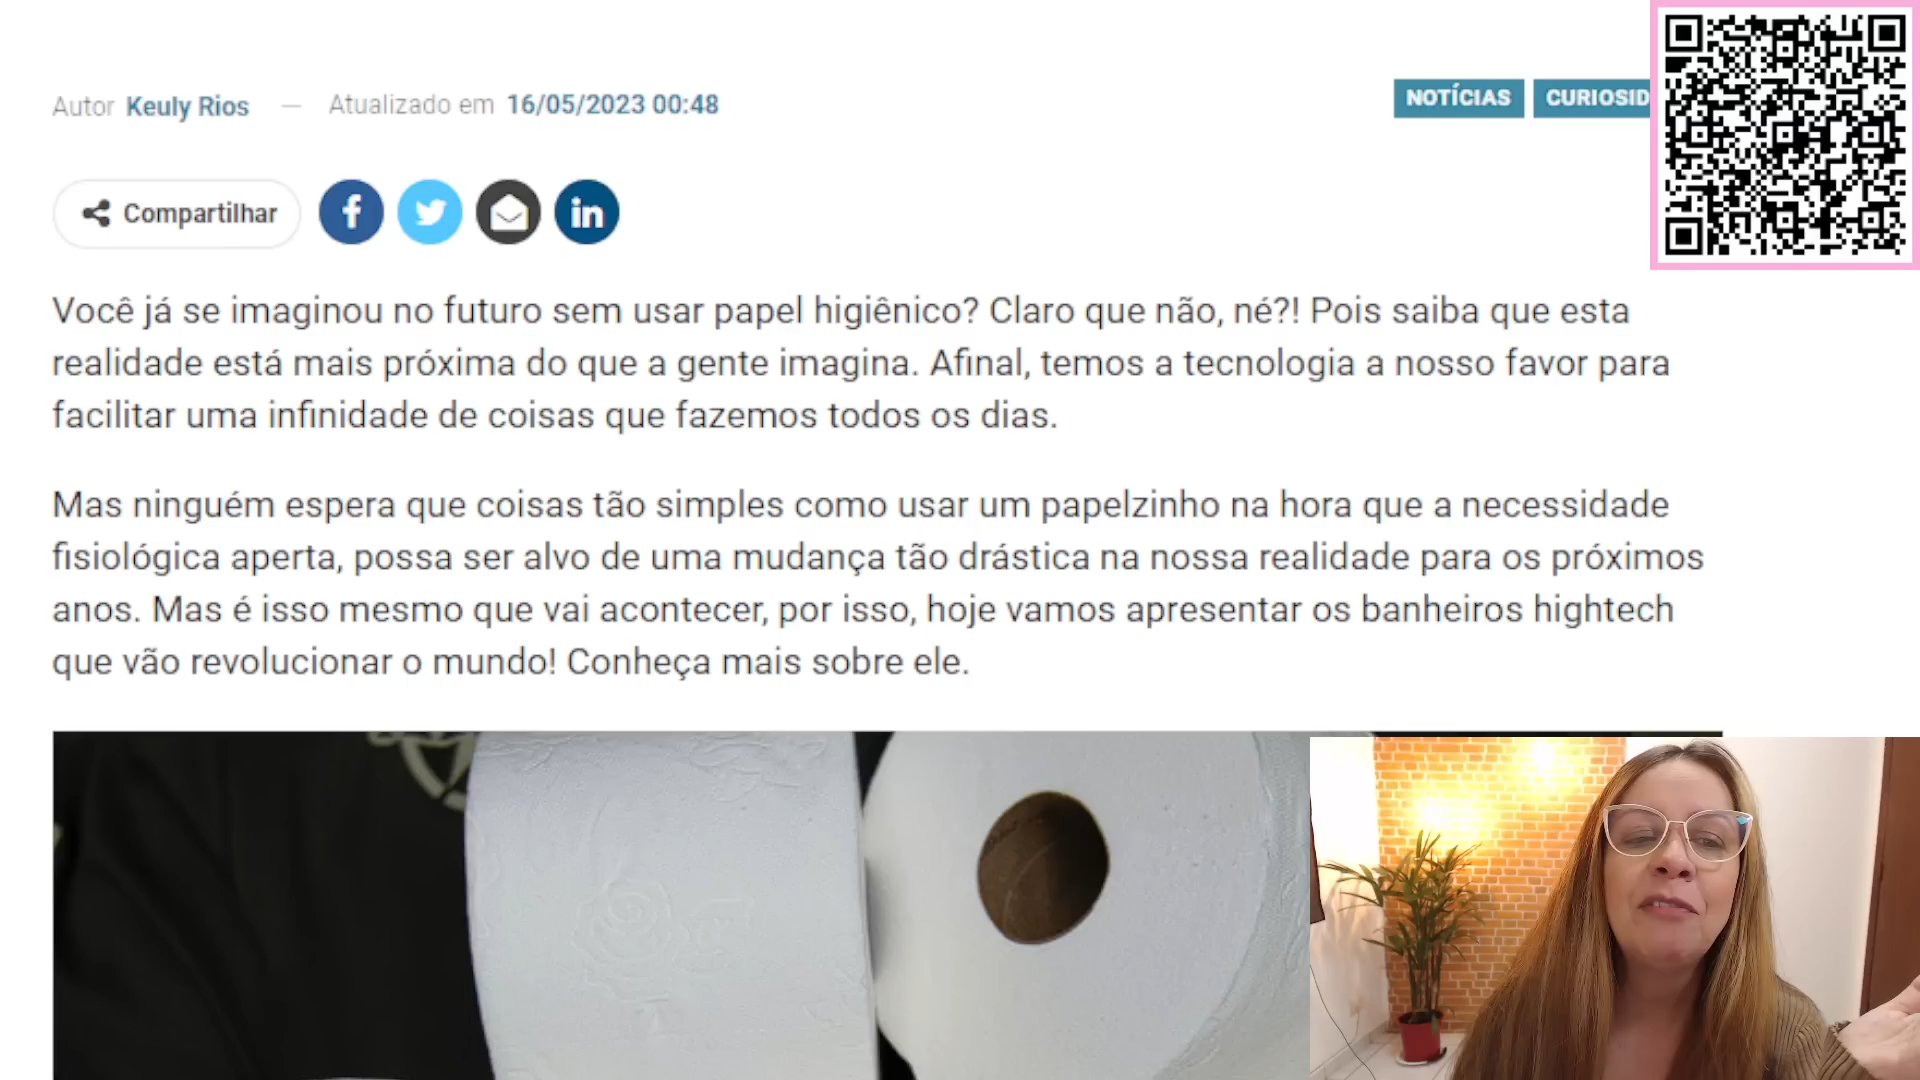 Autor Keuly Rios — Atualizado em 16/05/2023 00:48
NOTÍCIAS CURIOSID
Compartilhar
Você já se imaginou no futuro sem usar papel higiênico? Claro que não, né?! Pois saiba que esta
realidade está mais próxima do que a gente imagina. Afinal, temos a tecnologia a nosso favor para
facilitar uma infinidade de coisas que fazemos todos os dias.
Mas ninguém espera que coisas tão simples como usar um papelzinho na hora que a necessidade
fisiológica aperta, possa ser alvo de uma mudança tão drástica na nossa realidade para os próximos
anos. Mas é isso mesmo que vai acontecer, por isso, hoje vamos apresentar os banheiros hightech
que vão revolucionar o mundo! Conheça mais sobre ele.